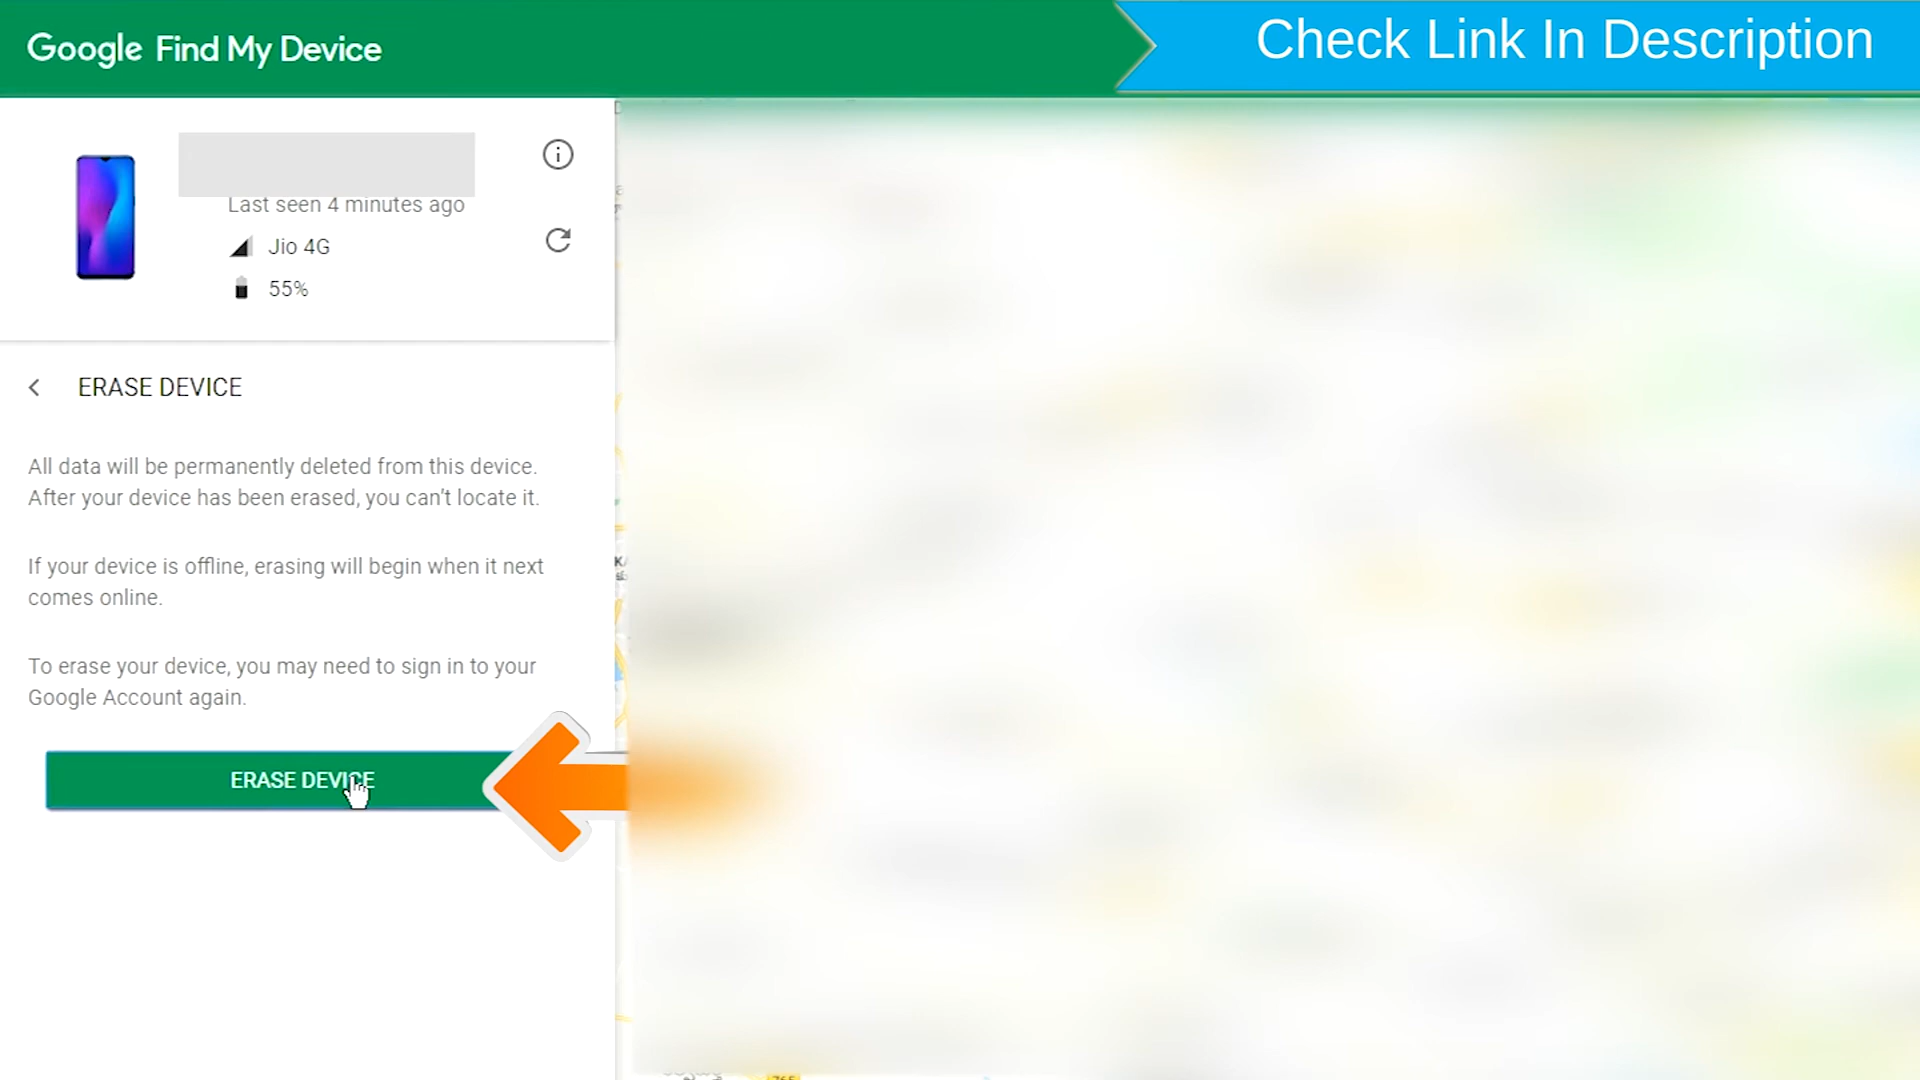 Google Find My Device
Check Link In Description
Last seen 4 minutes ago
Jio 4G
55%
ERASE DEVICE
All data will be permanently deleted from this device.
After your device has been erased, you can't locate it.
If your device is offline, erasing will begin when it next
comes online.
To erase your device, you may need to sign in to your
Google Account again.
ERASE DEVICE